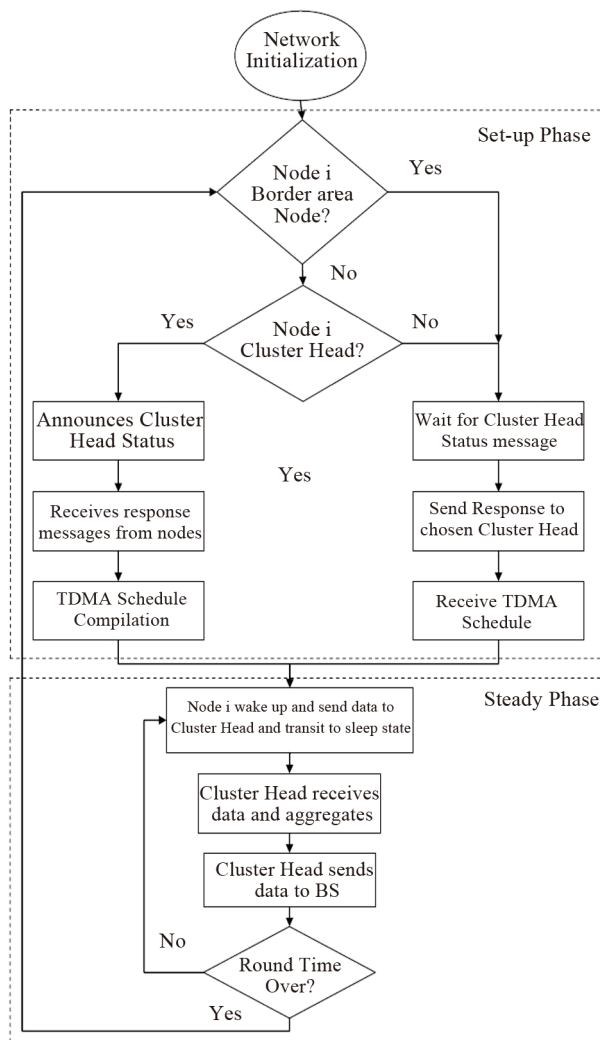 Network
Initialization
Set-up Phase
Node i
Border area
Node?
Yes
No
Node i
Cluster Head?
Yes
No
Announces Cluster
Head Status
Wait for Cluster Head
Status message
Yes
Receives response
messages from nodes
Send Response to
chosen Cluster Head
TDMA Schedule
Compilation
Receive TDMA
Schedule
Steady Phase
Node i wake up and send data to
Cluster Head and transit to sleep state
Cluster Head receives
data and aggregates
Cluster Head sends
data to BS
No
Round Time
Over?
Yes